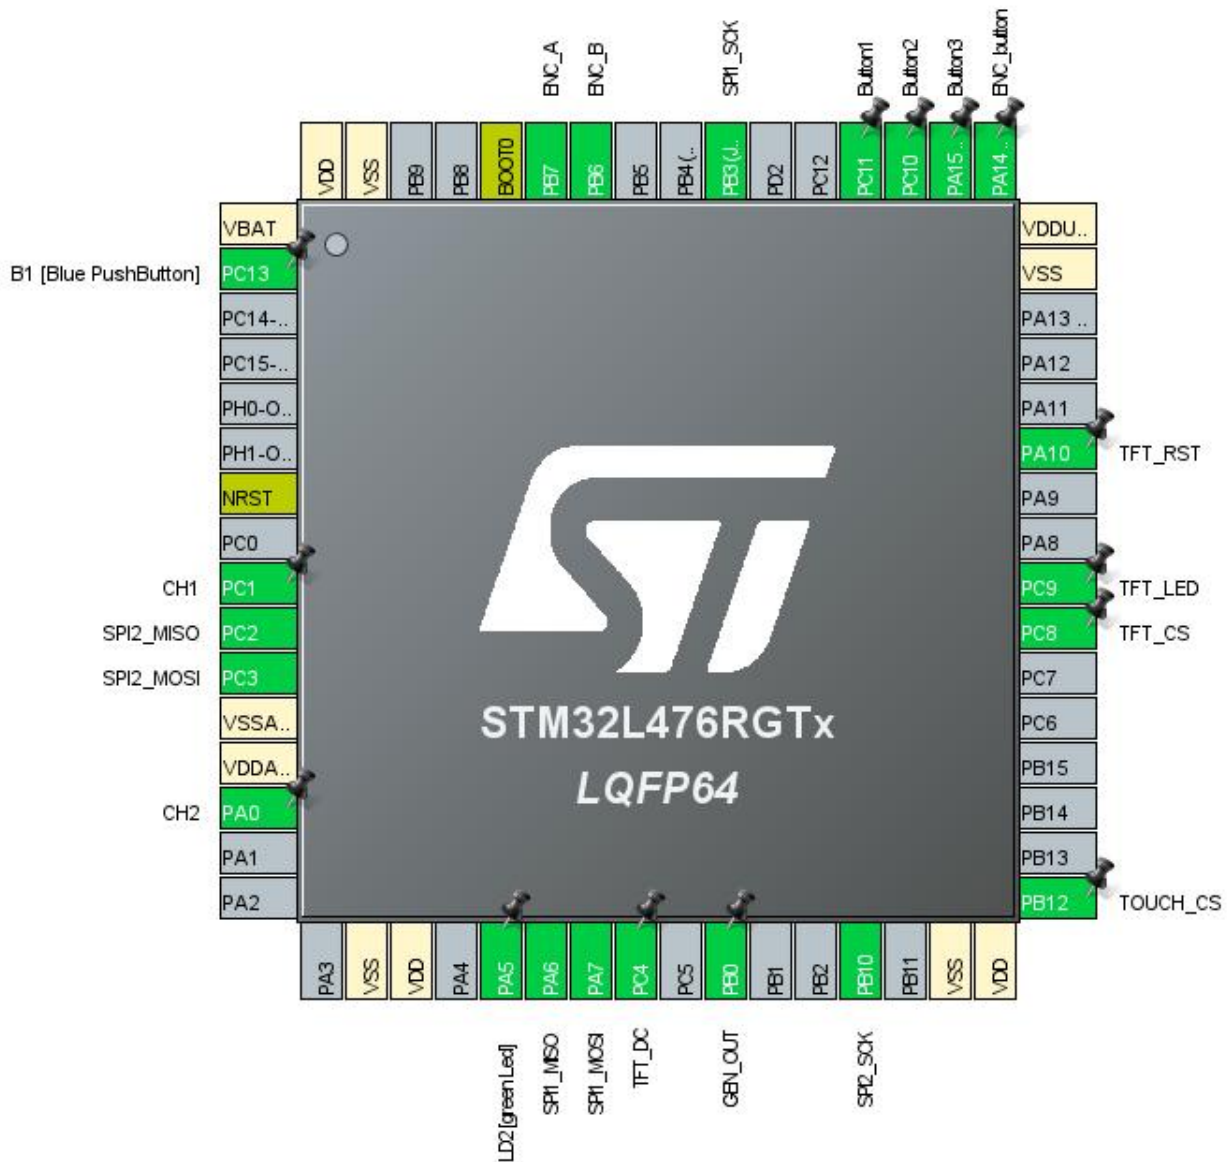 ENC_A
ENC_B
SPI1_SCK
Button1
Button2
Button3
ENC_button
VDD
VSS
PB9
PB8
BOOT0
PB7
PB6
PB5
PB4 (..
PB3 (J..
PD2
PC12
PC11
PC10
PA15..
PA14..
VBAT
B1 [Blue PushButton] PC13
PC14-..
PC15-..
PH0-O..
PH1-O..
NRST
PC0
CH1 PC1
SPI2_MISO PC2
SPI2_MOSI PC3
VSSA..
VDDA..
CH2 PA0
PA1
PA2
STM32L476RGTx
LQFP64
VDDU..
VSS
PA13 ..
PA12
PA11
PA10 TFT_RST
PA9
PA8
PC9 TFT_LED
PC8 TFT_CS
PC7
PC6
PB15
PB14
PB13
PB12 TOUCH_CS
PA3
VSS
VDD
PA4
PA5
PA6
PA7
PC4
PC5
PB0
PB1
PB2
PB10
PB11
VSS
VDD
LD2 [green Led]
SPI1_MISO
SPI1_MOSI
TFT_DC
GEN_OUT
SPI2_SCK